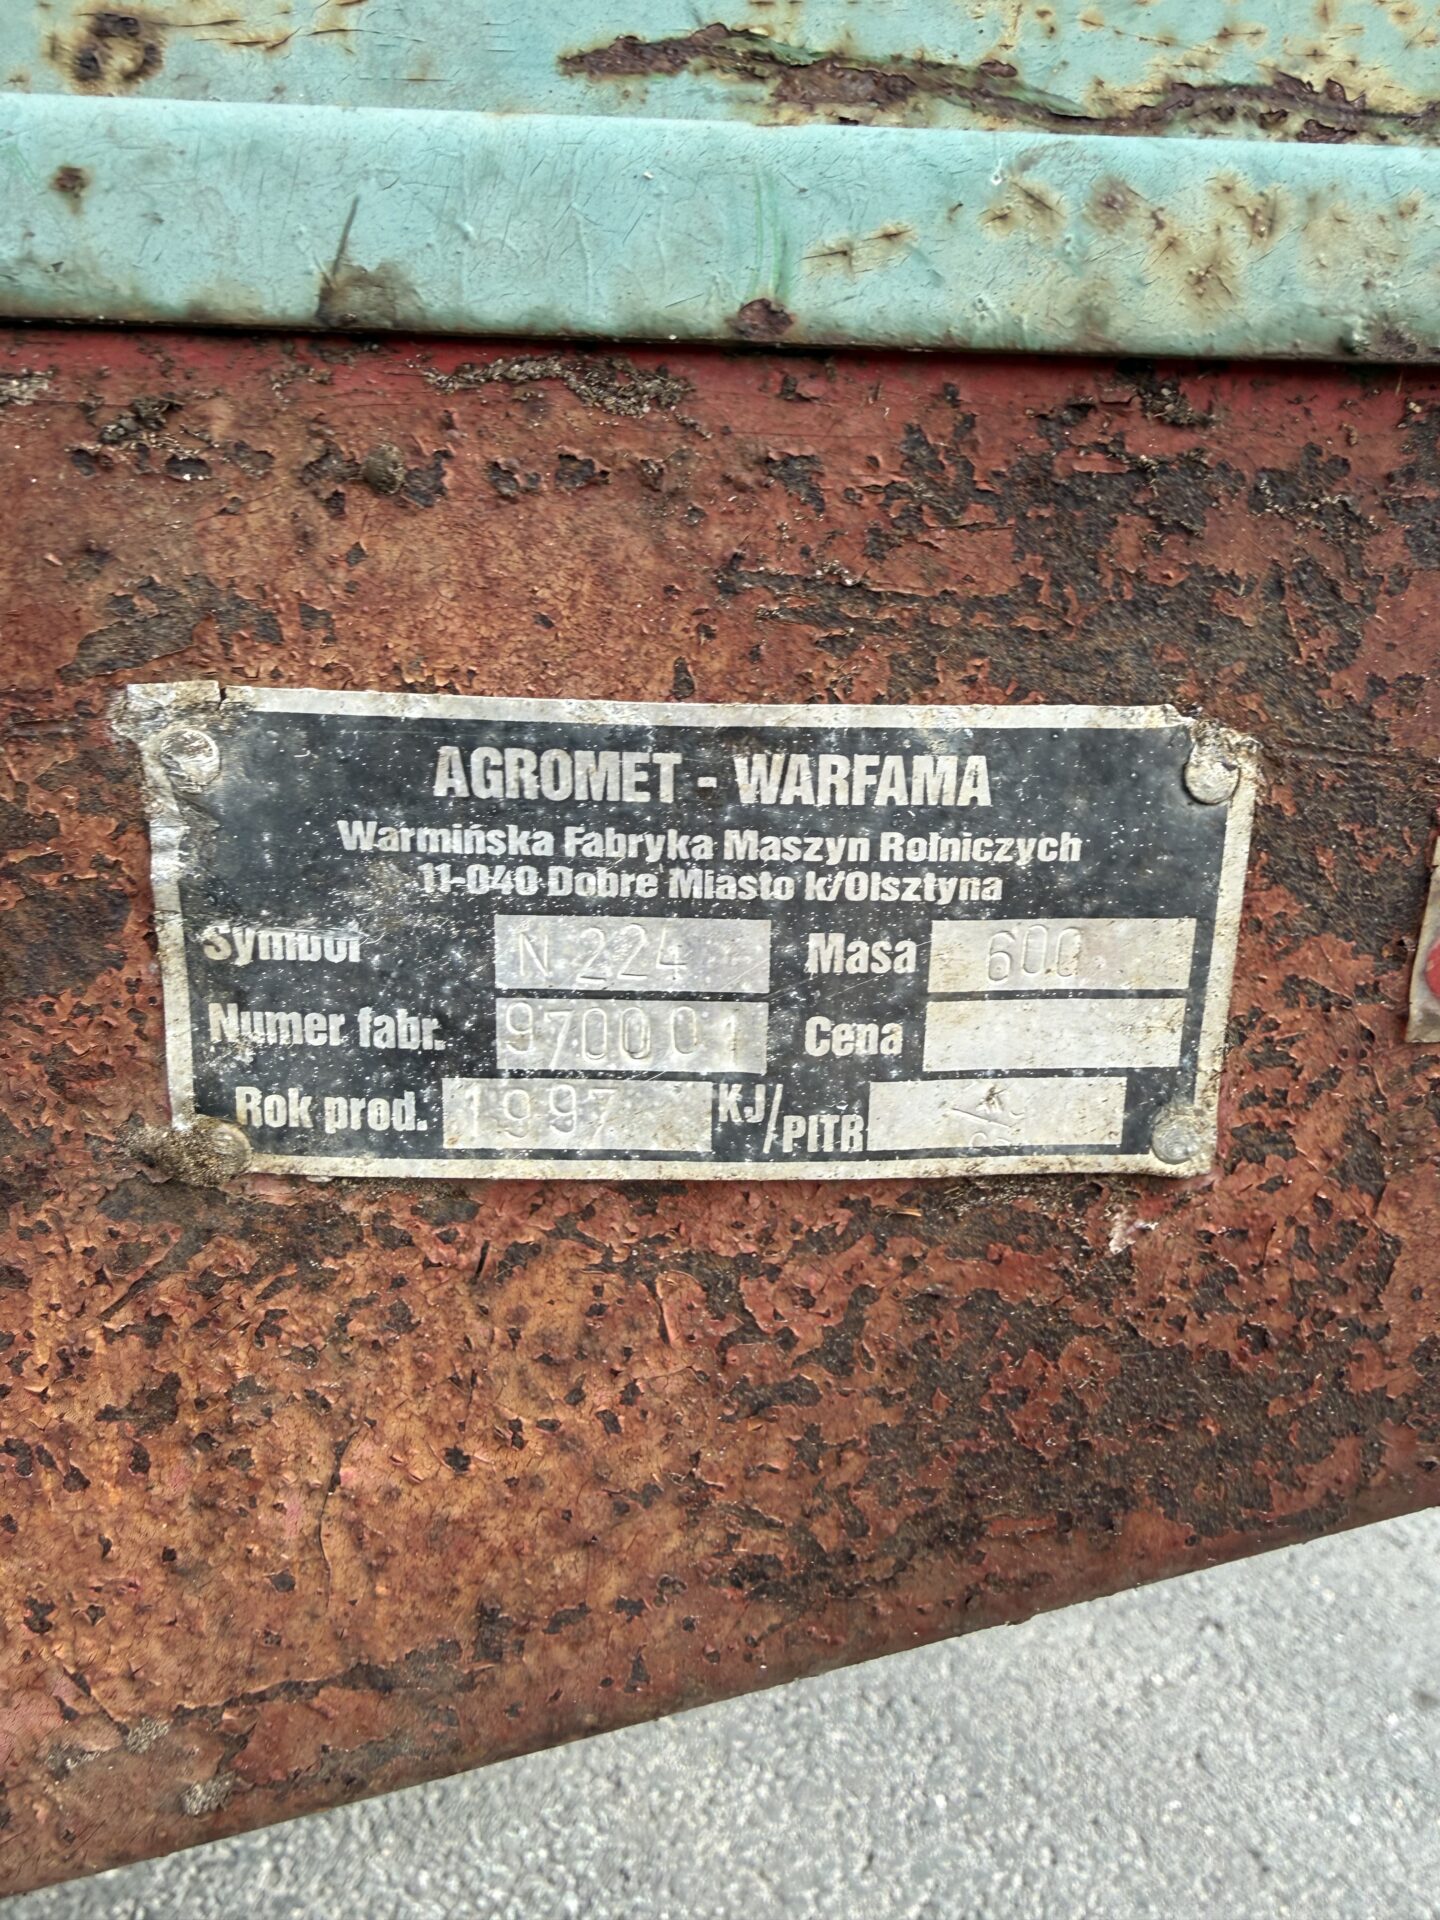 AGROMET - WARFAMA
Warmińska Fabryka Maszyn Rolniczych
11-040 Dobre Miasto k/Olsztyna
Symbol N 224 Masa 600
Numer fabr. 970001 Cena
Rok prod. 1997 KJ/PITR